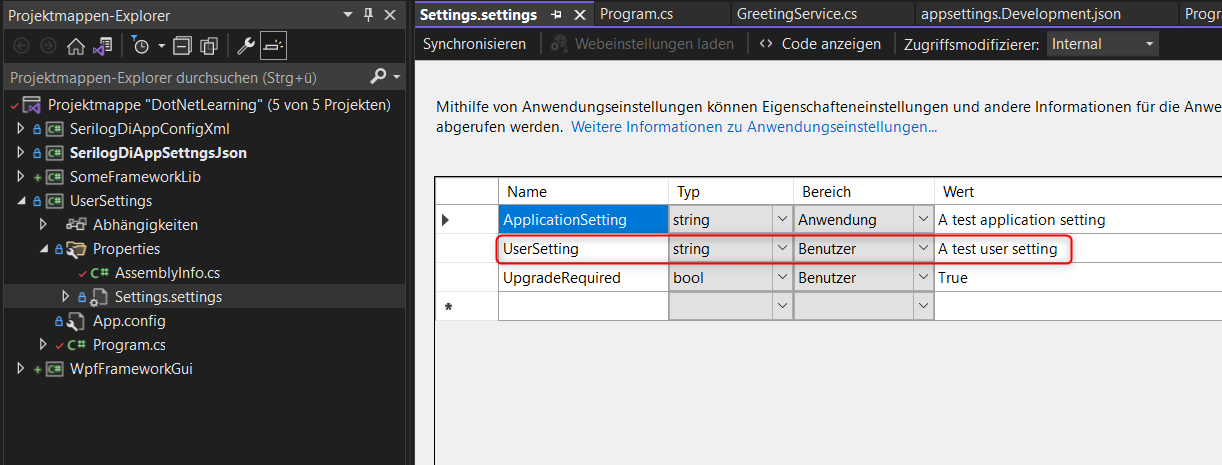 Projektmappen-Explorer
Projektmappen-Explorer durchsuchen (Strg+ü)
Projektmappe "DotNetLearning" (5 von 5 Projekten)
SerilogDiAppConfigXml
SerilogDiAppSettngsJson
SomeFrameworkLib
UserSettings
Abhängigkeiten
Properties
C# AssemblyInfo.cs
Settings.settings
App.config
C# Program.cs
WpfFrameworkGui
Settings.settings Program.cs GreetingService.cs appsettings.Development.json Progr
Synchronisieren Webeinstellungen laden <> Code anzeigen Zugriffsmodifizierer: Internal
Mithilfe von Anwendungseinstellungen können Eigenschafteneinstellungen und andere Informationen für die Anwe
abgerufen werden. Weitere Informationen zu Anwendungseinstellungen...
Name Typ Bereich Wert
ApplicationSetting string Anwendung A test application setting
UserSetting string Benutzer A test user setting
UpgradeRequired bool Benutzer True
*